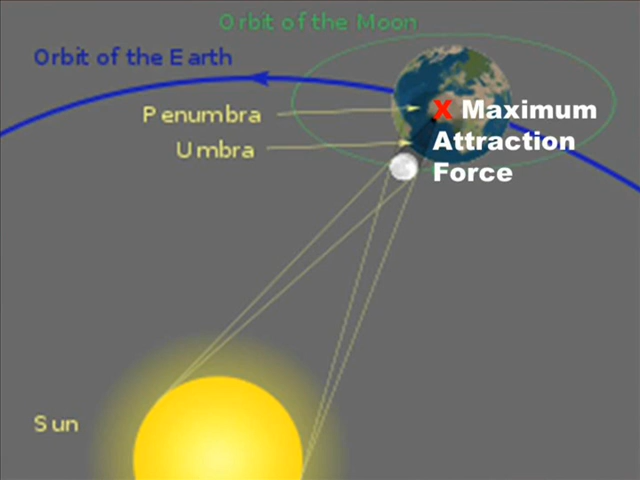 Orbit of the Moon
Orbit of the Earth
Penumbra
Umbra
X Maximum
Attraction
Force
Sun